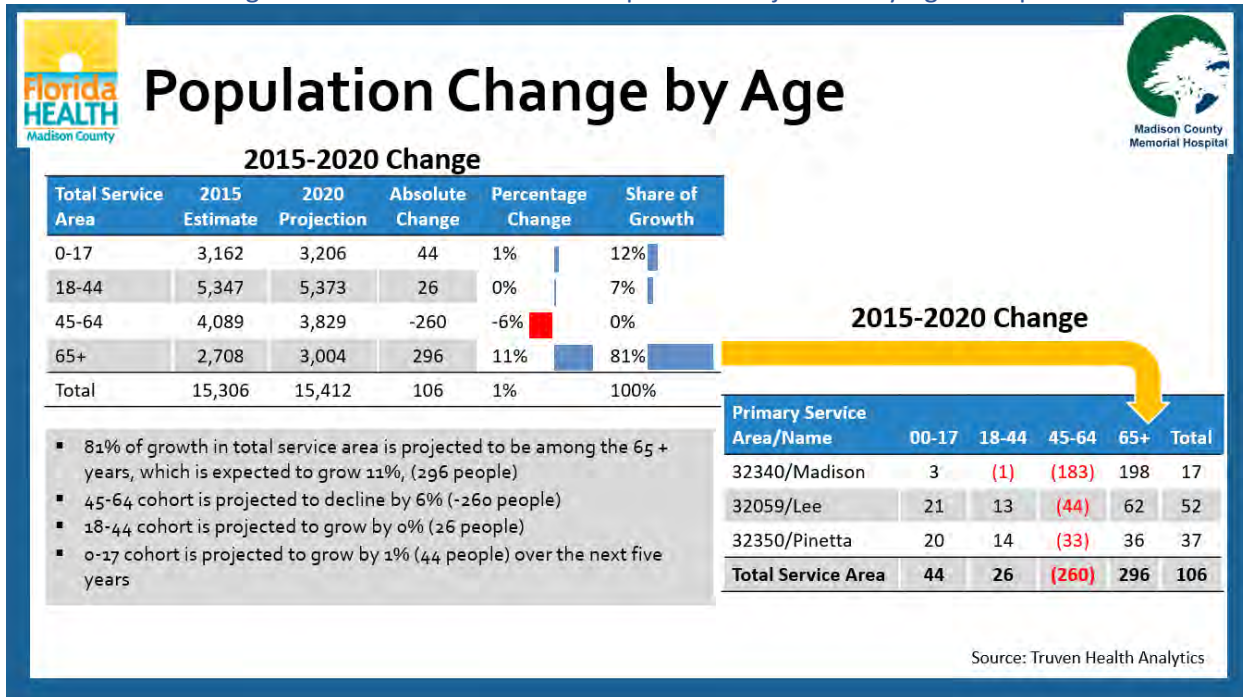 Florida
HEALTH
Madison County
Population Change by Age
Madison County
Memorial Hospital
2015-2020 Change
Total Service Area 2015 Estimate 2020 Projection Absolute Change Percentage Change Share of Growth
0-17 3,162 3,206 44 1% 12%
18-44 5,347 5,373 26 0% 7%
45-64 4,089 3,829 -260 -6% 0%
65+ 2,708 3,004 296 11% 81%
Total 15,306 15,412 106 1% 100%
▪ 81% of growth in total service area is projected to be among the 65 +
years, which is expected to grow 11%, (296 people)
▪ 45-64 cohort is projected to decline by 6% (-260 people)
▪ 18-44 cohort is projected to grow by 0% (26 people)
▪ 0-17 cohort is projected to grow by 1% (44 people) over the next five
years
2015-2020 Change
Primary Service
Area/Name 00-17 18-44 45-64 65+ Total
32340/Madison 3 (1) (183) 198 17
32059/Lee 21 13 (44) 62 52
32350/Pinetta 20 14 (33) 36 37
Total Service Area 44 26 (260) 296 106
Source: Truven Health Analytics